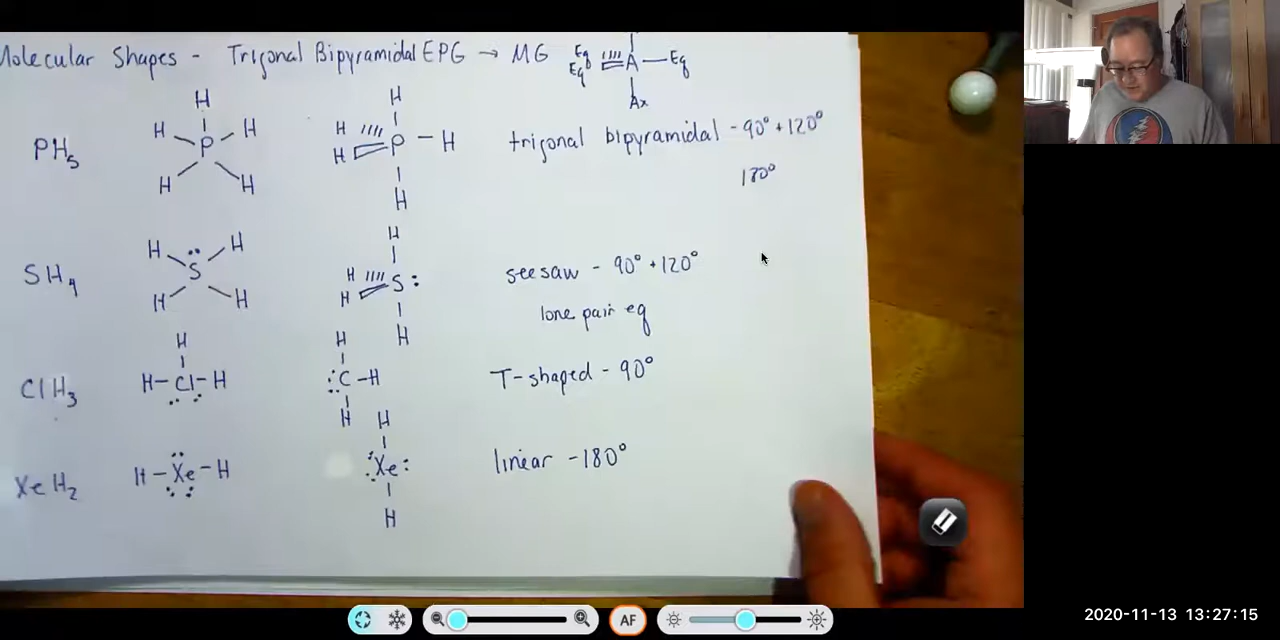 Molecular Shapes - Trigonal Bipyramidal EPG → MG
Eq
Eq
A - Eq
Ax
PH5
H
H P H
H H
H
H
H P - H
H
trigonal bipyramidal - 90° + 120°
180°
SH4
H H
S
H H
H
H
H S
H
seesaw - 90° + 120°
lone pair eq
ClH3
H
H - Cl - H
H
C - H
H
T-shaped - 90°
XeH2
H - Xe - H
H
Xe
H
linear - 180°
AF
2020-11-13 13:27:15